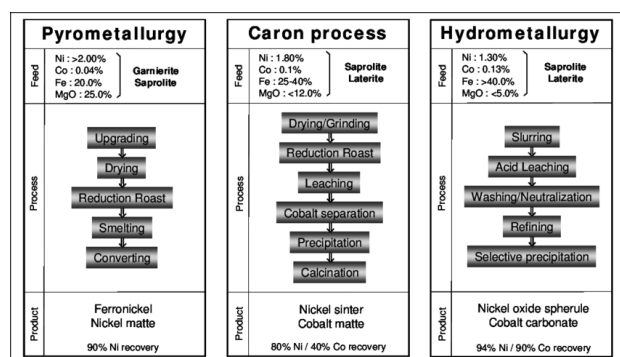 Pyrometallurgy
Feed
Ni : >2.00%
Co : 0.04%
Fe : 20.0%
MgO : 25.0%
Garnierite
Saprolite
Process
Upgrading
Drying
Reduction Roast
Smelting
Converting
Product
Ferronickel
Nickel matte
90% Ni recovery
Caron process
Feed
Ni : 1.80%
Co : 0.1%
Fe : 25-40%
MgO : <12.0%
Saprolite
Laterite
Process
Drying/Grinding
Reduction Roast
Leaching
Cobalt separation
Precipitation
Calcination
Product
Nickel sinter
Cobalt matte
80% Ni / 40% Co recovery
Hydrometallurgy
Feed
Ni : 1.30%
Co : 0.13%
Fe : >40.0%
MgO : <5.0%
Saprolite
Laterite
Process
Slurring
Acid Leaching
Washing/Neutralization
Refining
Selective precipitation
Product
Nickel oxide spherule
Cobalt carbonate
94% Ni / 90% Co recovery